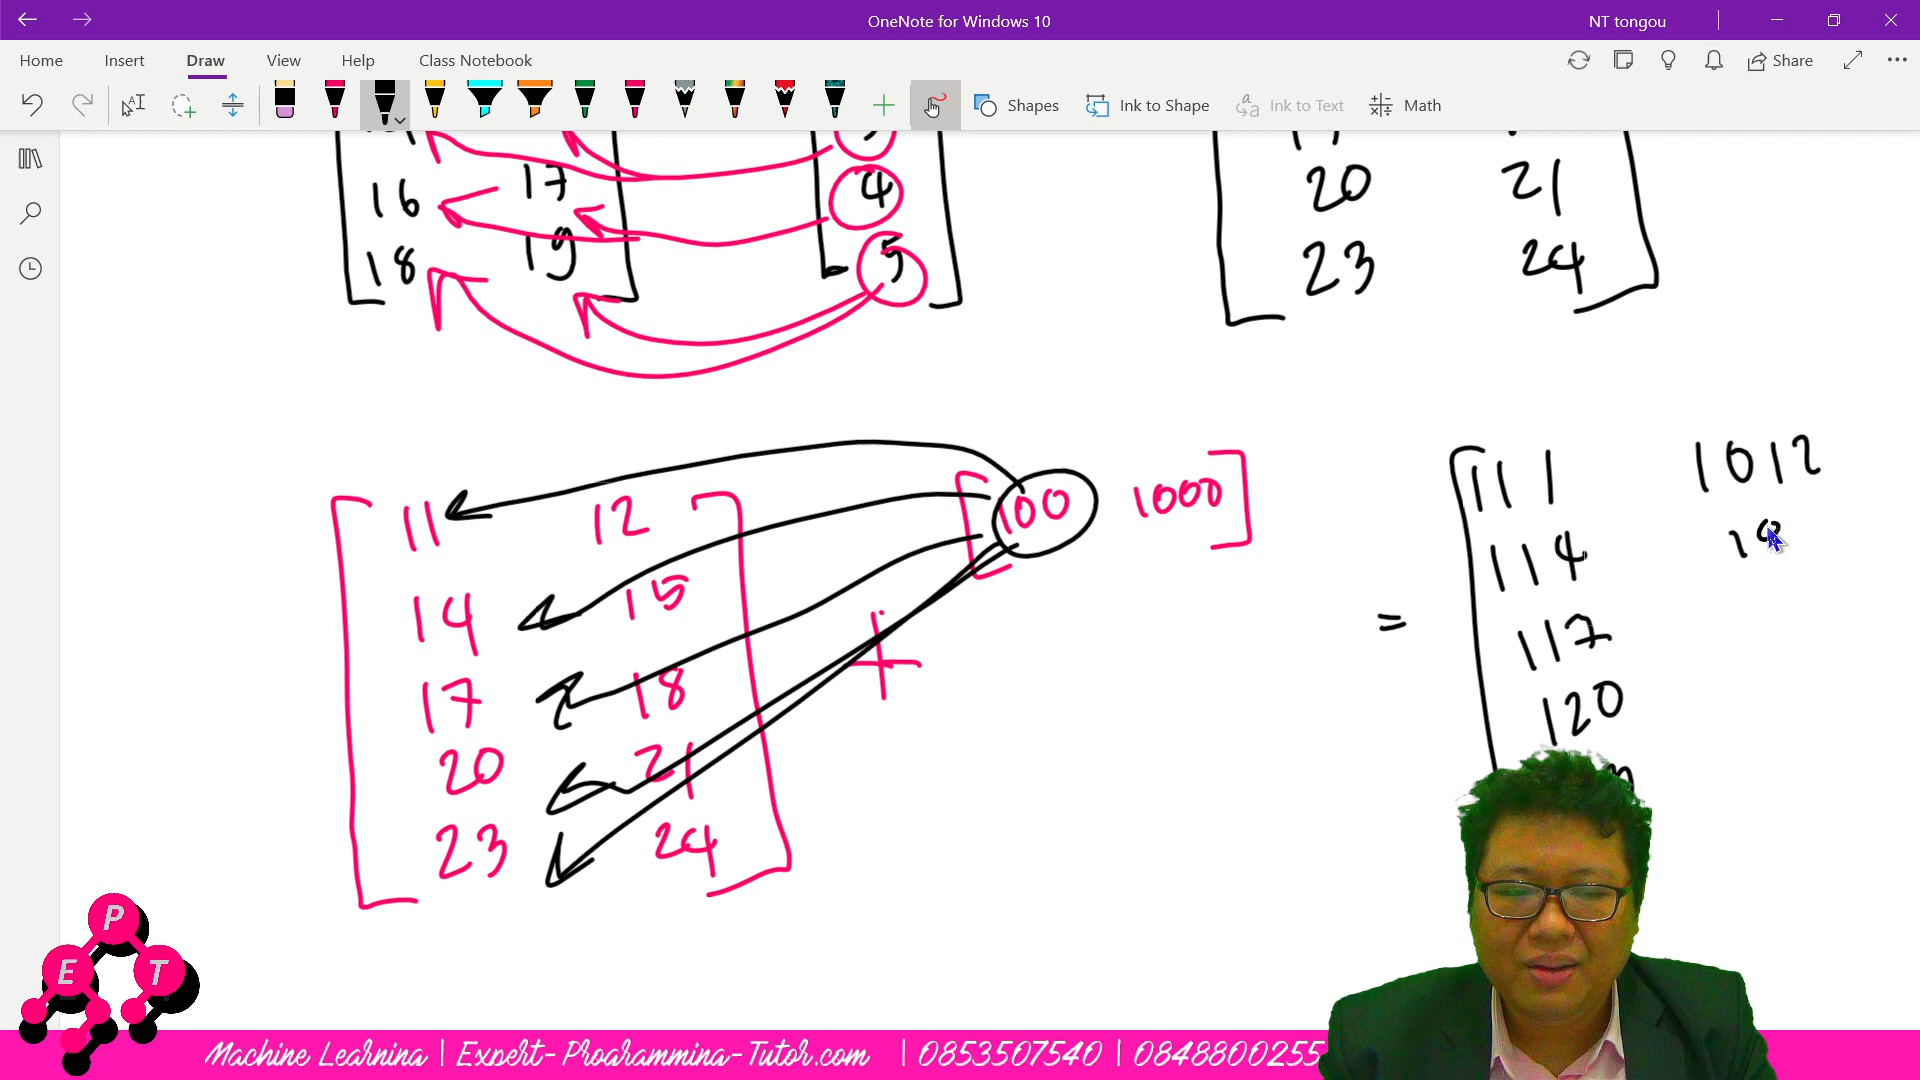 OneNote for Windows 10
NT tongou
Home Insert Draw View Help Class Notebook
Share
Shapes Ink to Shape Ink to Text Math
16 17 4 20 21
18 19 5 23 24
11 12 100 1000 111 1012
14 15 114
17 18 + = 117
20 21 120
23 24
P
E T
Machine Learning | Expert-Programming-Tutor.com | 0853507540 | 0848800255